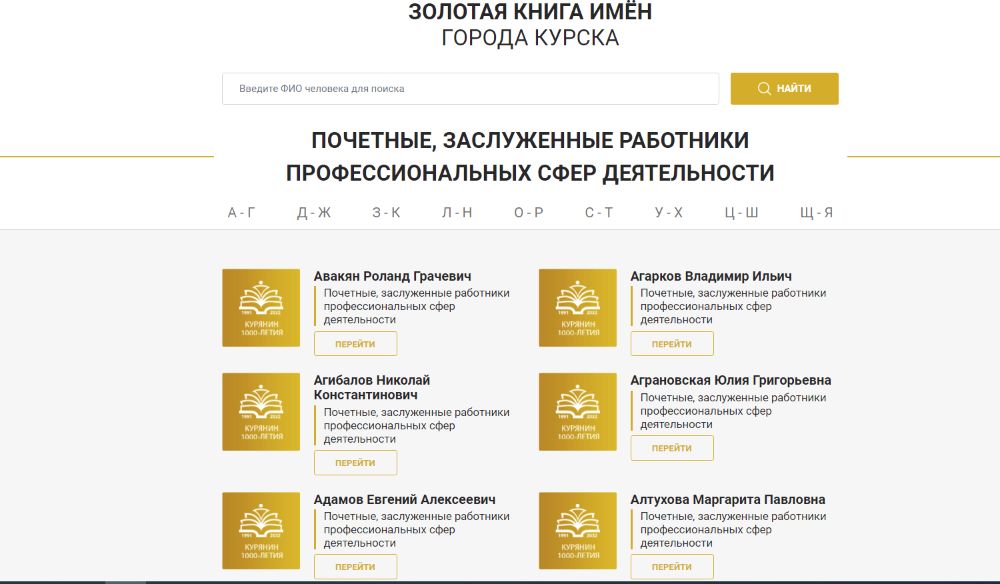 ЗОЛОТАЯ КНИГА ИМЁН
ГОРОДА КУРСКА
Введите ФИО человека для поиска
НАЙТИ
ПОЧЕТНЫЕ, ЗАСЛУЖЕННЫЕ РАБОТНИКИ
ПРОФЕССИОНАЛЬНЫХ СФЕР ДЕЯТЕЛЬНОСТИ
А - Г Д - Ж З - К Л - Н О - Р С - Т У - Х Ц - Ш Щ - Я
1991 2032
КУРЯНИН
1000-ЛЕТИЯ
Авакян Роланд Грачевич
Почетные, заслуженные работники
профессиональных сфер
деятельности
ПЕРЕЙТИ
1991 2032
КУРЯНИН
1000-ЛЕТИЯ
Агарков Владимир Ильич
Почетные, заслуженные работники
профессиональных сфер
деятельности
ПЕРЕЙТИ
1991 2032
КУРЯНИН
1000-ЛЕТИЯ
Агибалов Николай
Константинович
Почетные, заслуженные работники
профессиональных сфер
деятельности
ПЕРЕЙТИ
1991 2032
КУРЯНИН
1000-ЛЕТИЯ
Аграновская Юлия Григорьевна
Почетные, заслуженные работники
профессиональных сфер
деятельности
ПЕРЕЙТИ
1991 2032
КУРЯНИН
1000-ЛЕТИЯ
Адамов Евгений Алексеевич
Почетные, заслуженные работники
профессиональных сфер
деятельности
ПЕРЕЙТИ
1991 2032
КУРЯНИН
1000-ЛЕТИЯ
Алтухова Маргарита Павловна
Почетные, заслуженные работники
профессиональных сфер
деятельности
ПЕРЕЙТИ